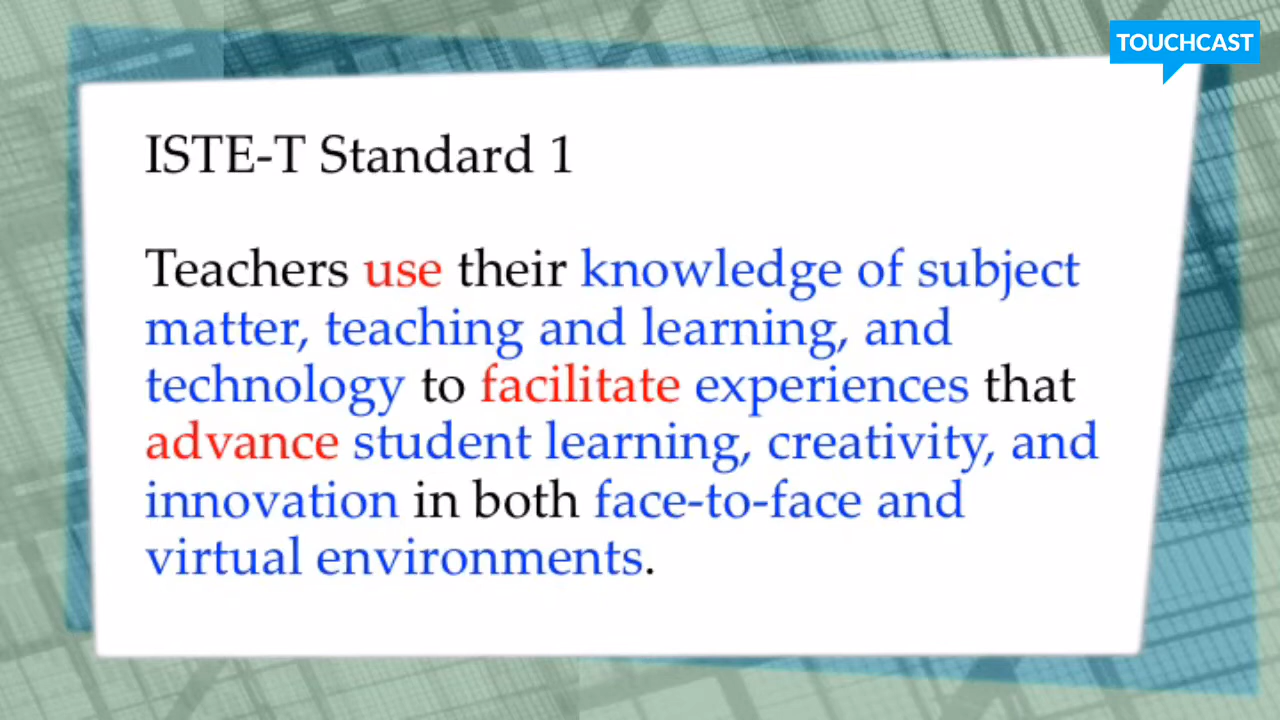 TOUCHCAST
ISTE-T Standard 1
Teachers use their knowledge of subject
matter, teaching and learning, and
technology to facilitate experiences that
advance student learning, creativity, and
innovation in both face-to-face and
virtual environments.